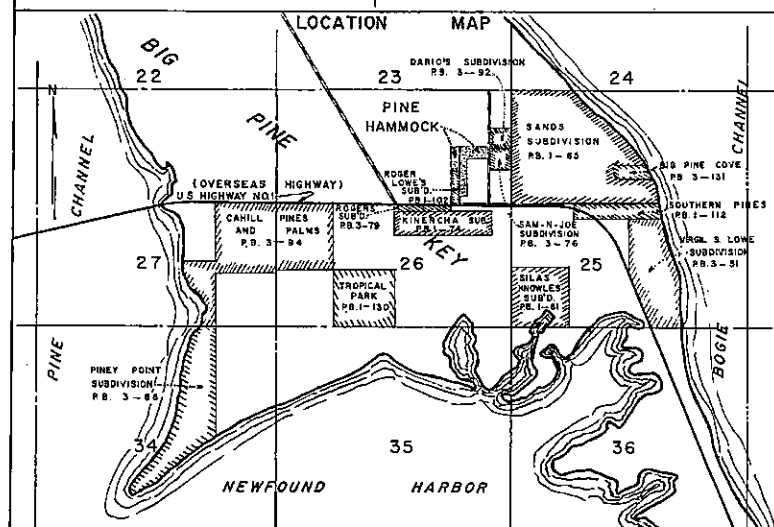 LOCATION MAP
BIG
22
23
24
DARIO'S SUBDIVISION
P.B. 3-92
CHANNEL
N
PINE
PINE
HAMMOCK
SANDS
SUBDIVISION
P.B. 1-65
CHANNEL
BIG PINE COVE
P.B. 3-131
ROGER
LOWE'S
SUB'D.
P.B.1-102
(OVERSEAS HIGHWAY)
U S HIGHWAY NO.1
ROGERS
SUB'D.
P.B.3-79
SOUTHERN PINES
P.B. 1-112
CAHILL PINES
AND PALMS
P.B. 3-94
KINERCHA SUB.
P.B.1-74
KEY
SAM-N-JOE
SUBDIVISION
P.B. 3-76
VIRGIL S. LOWE
SUBDIVISION
P.B.3-51
27
26
25
TROPICAL
PARK
P.B.1-130
SILAS
KNOWLES
SUB'D.
P.B.1-61
PINE
PINEY POINT
SUBDIVISION
P.B. 3-
BOGIE
34
35
36
NEWFOUND HARBOR